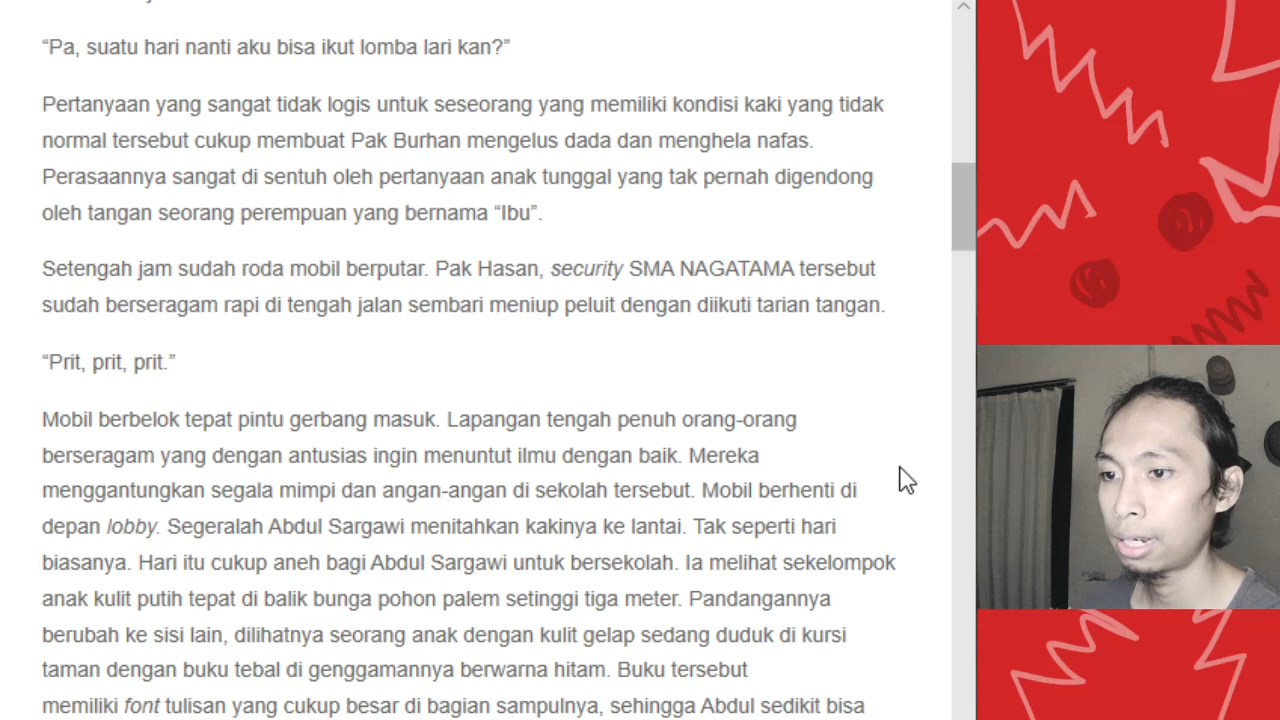 “Pa, suatu hari nanti aku bisa ikut lomba lari kan?”
Pertanyaan yang sangat tidak logis untuk seseorang yang memiliki kondisi kaki yang tidak
normal tersebut cukup membuat Pak Burhan mengelus dada dan menghela nafas.
Perasaannya sangat di sentuh oleh pertanyaan anak tunggal yang tak pernah digendong
oleh tangan seorang perempuan yang bernama “Ibu”.
Setengah jam sudah roda mobil berputar. Pak Hasan, security SMA NAGATAMA tersebut
sudah berseragam rapi di tengah jalan sembari meniup peluit dengan diikuti tarian tangan.
“Prit, prit, prit.”
Mobil berbelok tepat pintu gerbang masuk. Lapangan tengah penuh orang-orang
berseragam yang dengan antusias ingin menuntut ilmu dengan baik. Mereka
menggantungkan segala mimpi dan angan-angan di sekolah tersebut. Mobil berhenti di
depan lobby. Segeralah Abdul Sargawi menitahkan kakinya ke lantai. Tak seperti hari
biasanya. Hari itu cukup aneh bagi Abdul Sargawi untuk bersekolah. Ia melihat sekelompok
anak kulit putih tepat di balik bunga pohon palem setinggi tiga meter. Pandangannya
berubah ke sisi lain, dilihatnya seorang anak dengan kulit gelap sedang duduk di kursi
taman dengan buku tebal di genggamannya berwarna hitam. Buku tersebut
memiliki font tulisan yang cukup besar di bagian sampulnya, sehingga Abdul sedikit bisa